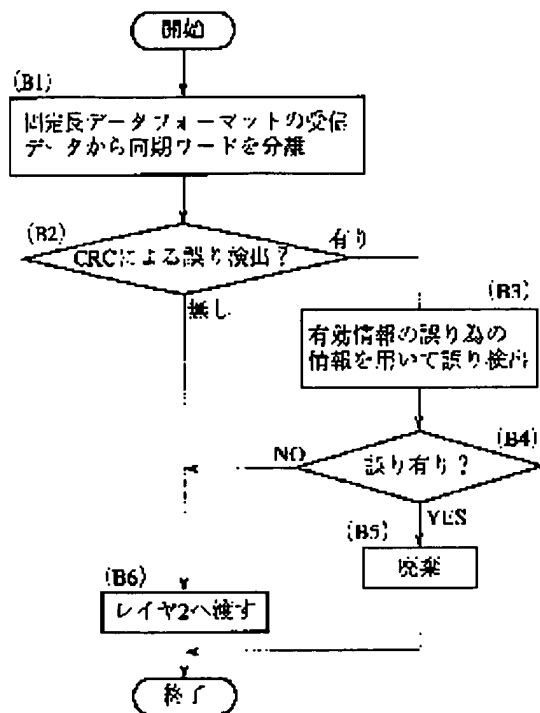 開始
(B1)
固定長データフォーマットの受信
データから同期ワードを分離
(B2)
CRCによる誤り検出？
有り
無し
(B3)
有効情報の誤り為の
情報を用いて誤り検出
(B4)
誤り有り？
NO
YES
(B5)
廃棄
(B6)
レイヤ2へ渡す
終了